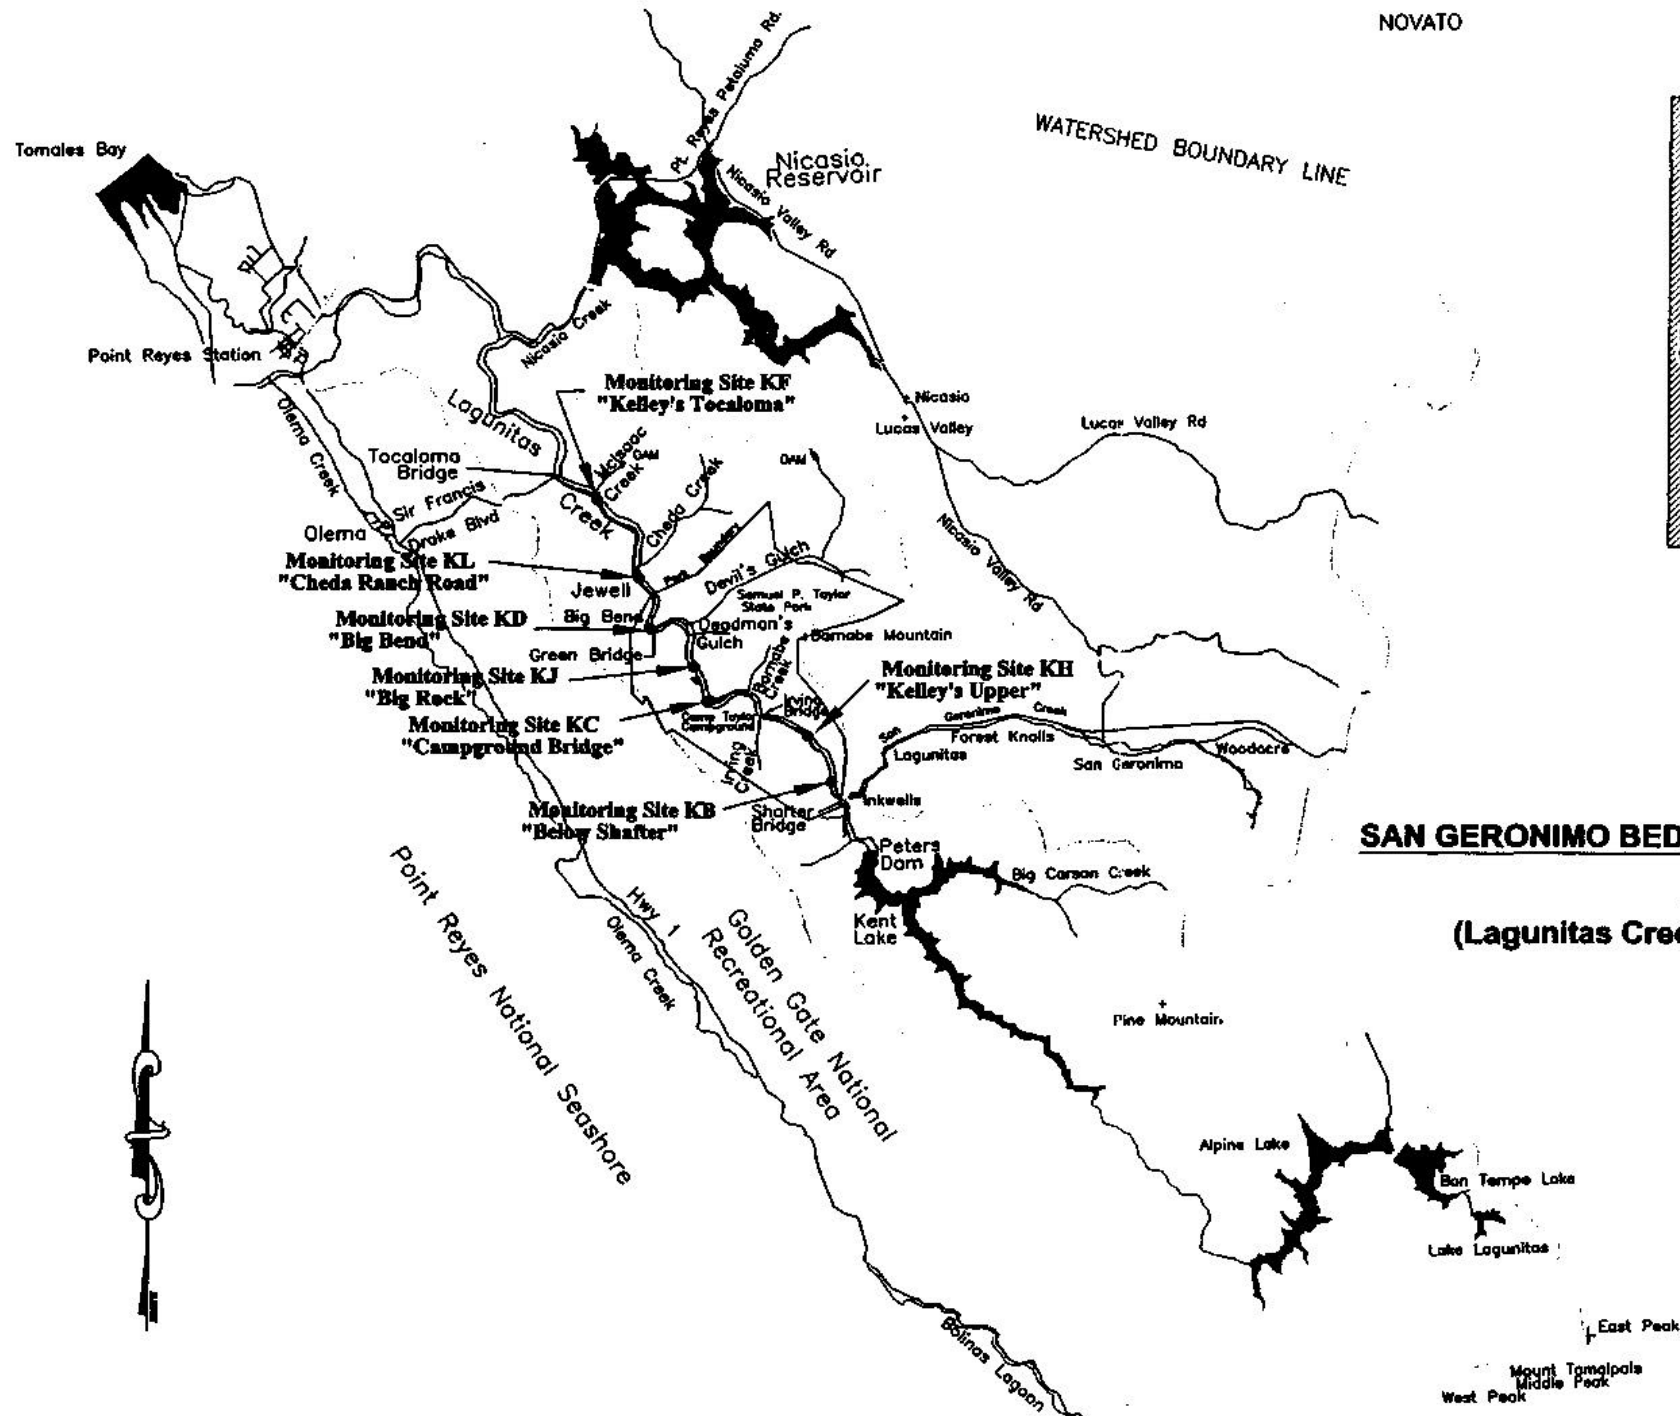 NOVATO
WATERSHED BOUNDARY LINE
Tomales Bay
Pt. Reyes Petaluma Rd.
Nicasio
Reservoir
Nicasio Valley Rd
Point Reyes Station
Nicasio Creek
Monitoring Site KF
"Kelley's Tocaloma"
Nicasio
Lucas Valley
Lucas Valley Rd
Lagunitas
Creek
Olema Creek
Tocaloma
Bridge
McIsaac
Creek
DAM
DAM
Cheda Creek
Sir Francis
Drake Blvd
Olema
Nicasio Valley Rd
Monitoring Site KL
"Cheda Ranch Road"
Jewell
Park Boundary
Devil's Gulch
Samuel P. Taylor
State Park
Monitoring Site KD
"Big Bend"
Big Bend
Deadman's
Gulch
Barnabe Mountain
Green Bridge
Barnabe
Creek
Monitoring Site KJ
"Big Rock"
Monitoring Site KH
"Kelley's Upper"
Monitoring Site KC
"Campground Bridge"
Camp Taylor
Campground
Irving
Bridge
Irving
Creek
San Geronimo Creek
Lagunitas
Forest Knolls
San Geronimo
Woodacre
Monitoring Site KB
"Below Shafter"
Shafter
Bridge
Inkwells
Peters
Dam
SAN GERONIMO BED
Big Carson Creek
Kent
Lake
(Lagunitas Cree
Hwy 1
Olema Creek
Point Reyes National Seashore
Golden Gate National
Recreational Area
Pine Mountain
Alpine Lake
Bon Tempe Lake
Lake Lagunitas
Bolinas Lagoon
East Peak
Mount Tamalpais
Middle Peak
West Peak